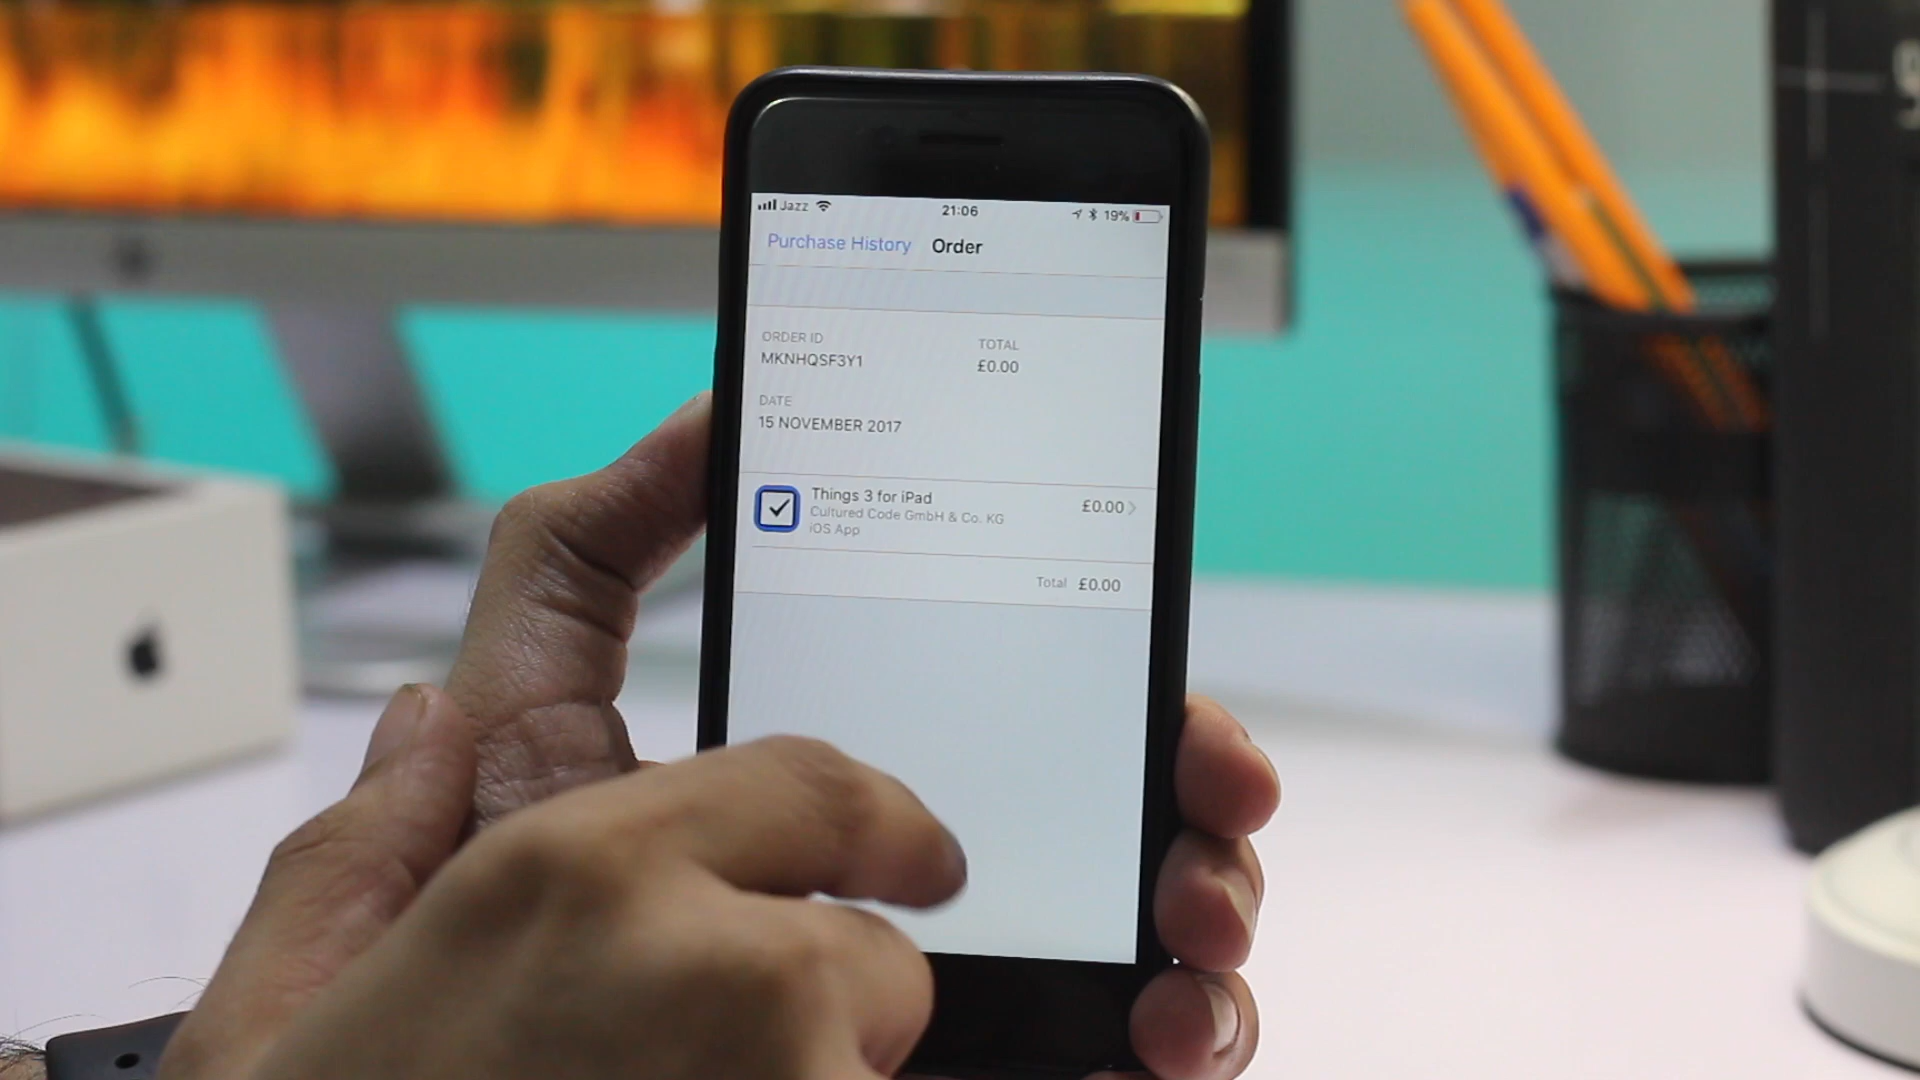 Jazz 21:06 19%
Purchase History Order
ORDER ID TOTAL
MKNHQSF3Y1 £0.00
DATE
15 NOVEMBER 2017
Things 3 for iPad £0.00
Cultured Code GmbH & Co. KG
iOS App
Total £0.00